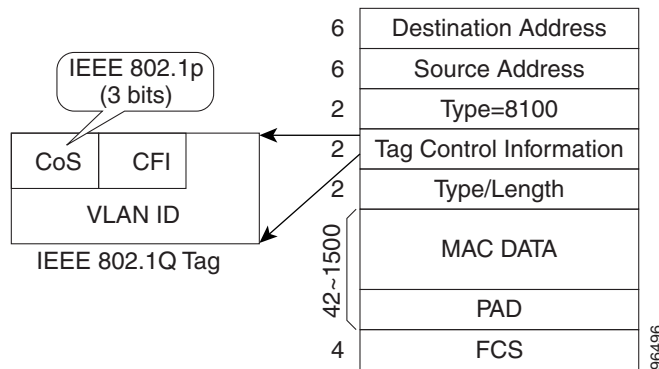 IEEE 802.1p
(3 bits)
CoS
CFI
VLAN ID
IEEE 802.1Q Tag
6
Destination Address
6
Source Address
2
Type=8100
2
Tag Control Information
2
Type/Length
42~1500
MAC DATA
PAD
4
FCS
96496